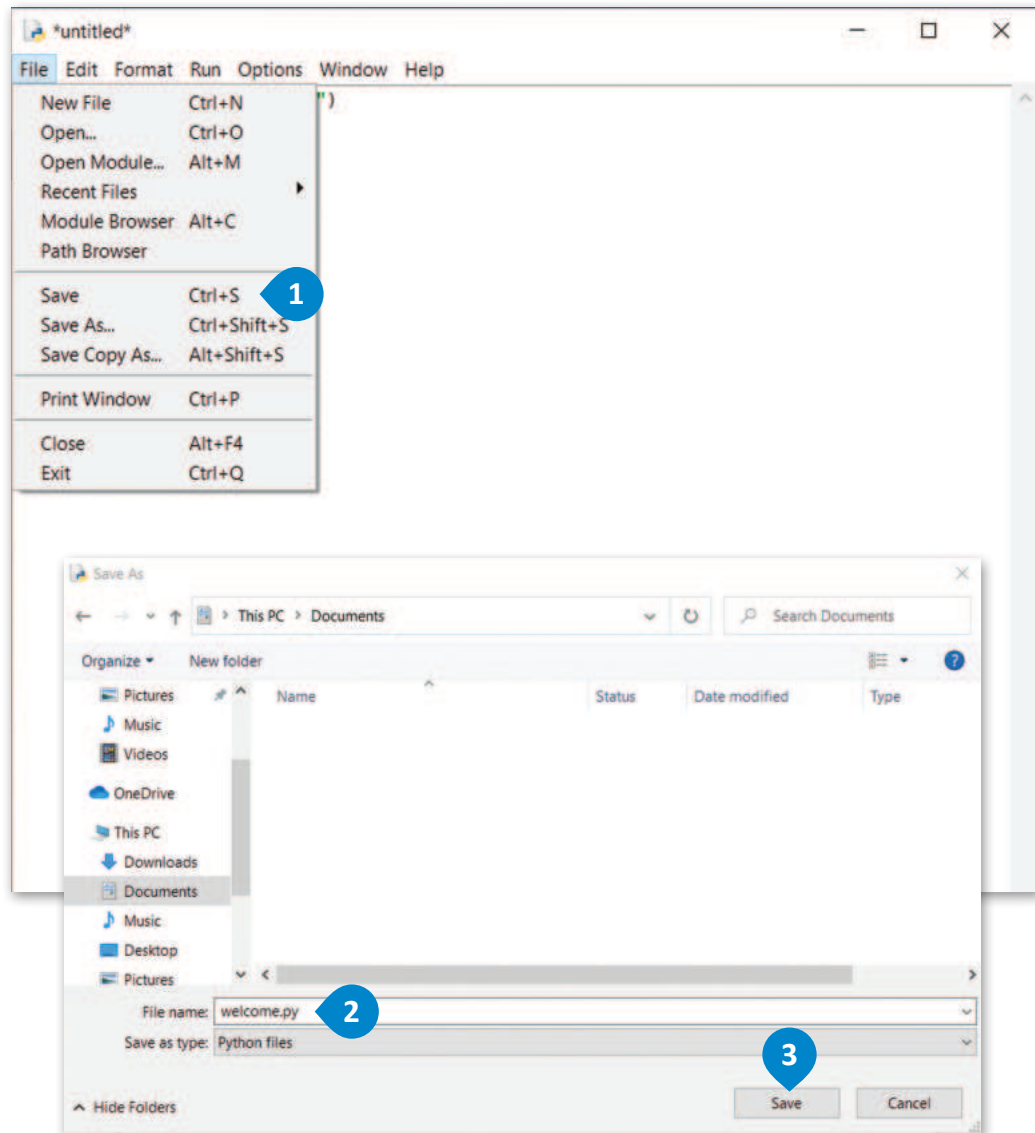 *untitled*
File Edit Format Run Options Window Help
")
New File Ctrl+N
Open... Ctrl+O
Open Module... Alt+M
Recent Files
Module Browser Alt+C
Path Browser
Save Ctrl+S 1
Save As... Ctrl+Shift+S
Save Copy As... Alt+Shift+S
Print Window Ctrl+P
Close Alt+F4
Exit Ctrl+Q
Save As
This PC > Documents Search Documents
Organize New folder ?
Pictures Name Status Date modified Type
Music
Videos
OneDrive
This PC
Downloads
Documents
Music
Desktop
Pictures
File name: welcome.py 2
Save as type: Python files
3
Hide Folders Save Cancel